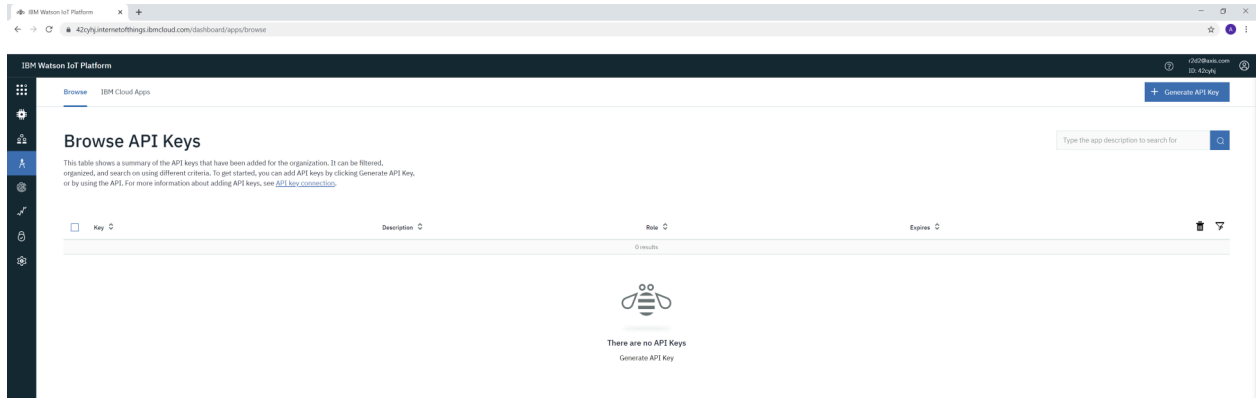 IBM Watson IoT Platform
42cyhj.internetofthings.ibmcloud.com/dashboard/apps/browse
A
IBM Watson IoT Platform
r2d2@axis.com
ID: 42cyhj
Browse IBM Cloud Apps
+ Generate API Key
Browse API Keys
Type the app description to search for
This table shows a summary of the API keys that have been added for the organization. It can be filtered,
organized, and search on using different criteria. To get started, you can add API keys by clicking Generate API Key,
or by using the API. For more information about adding API keys, see API key connection.
Key Description Role Expires
0 results
There are no API Keys
Generate API Key